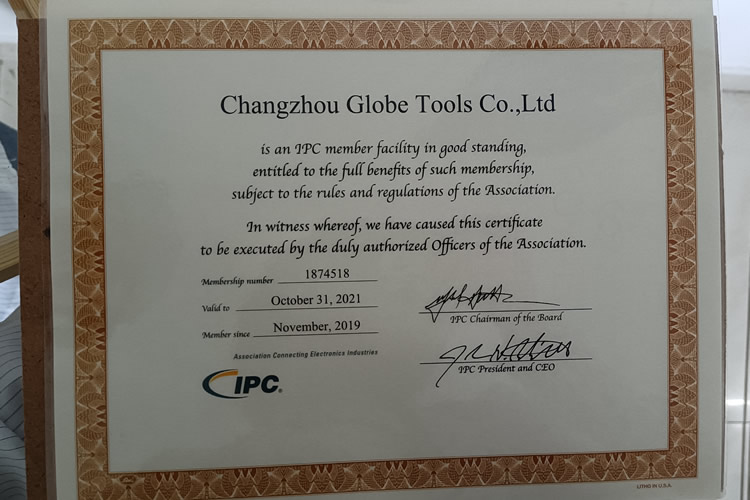 Changzhou Globe Tools Co.,Ltd
is an IPC member facility in good standing,
entitled to the full benefits of such membership,
subject to the rules and regulations of the Association.
In witness whereof, we have caused this certificate
to be executed by the duly authorized Officers of the Association.
Membership number 1874518
Valid to October 31, 2021
Member since November, 2019
IPC Chairman of the Board
IPC President and CEO
Association Connecting Electronics Industries
IPC®
LITHO IN U.S.A.